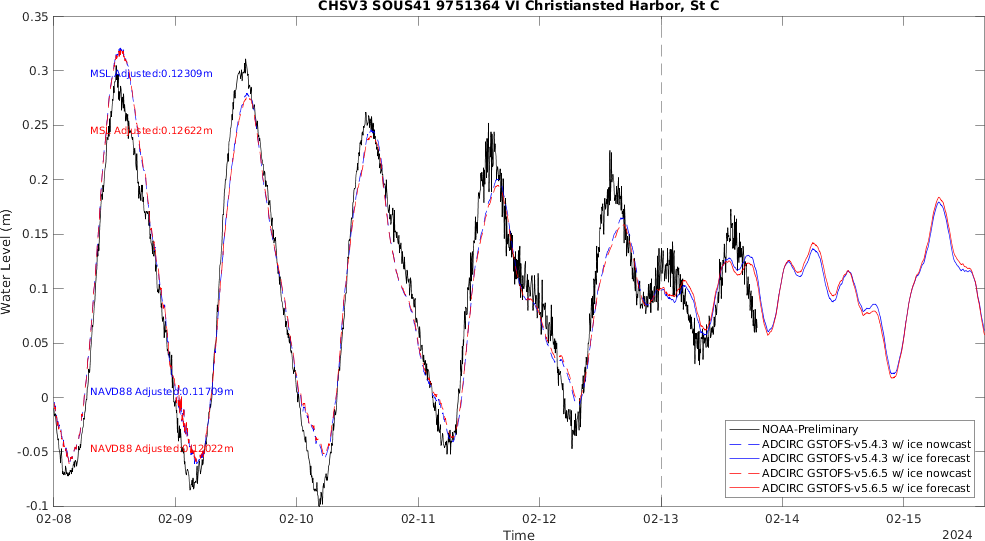 CHSV3 SOUS41 9751364 VI Christiansted Harbor, St C
0.35
0.3
0.25
0.2
0.15
0.1
0.05
0
-0.05
-0.1
Water Level (m)
MSL Adjusted:0.12309m
MSL Adjusted:0.12622m
NAVD88 Adjusted:0.11709m
NAVD88 Adjusted:0.12022m
NOAA-Preliminary
ADCIRC GSTOFS-v5.4.3 w/ ice nowcast
ADCIRC GSTOFS-v5.4.3 w/ ice forecast
ADCIRC GSTOFS-v5.6.5 w/ ice nowcast
ADCIRC GSTOFS-v5.6.5 w/ ice forecast
02-08 02-09 02-10 02-11 02-12 02-13 02-14 02-15
Time
2024